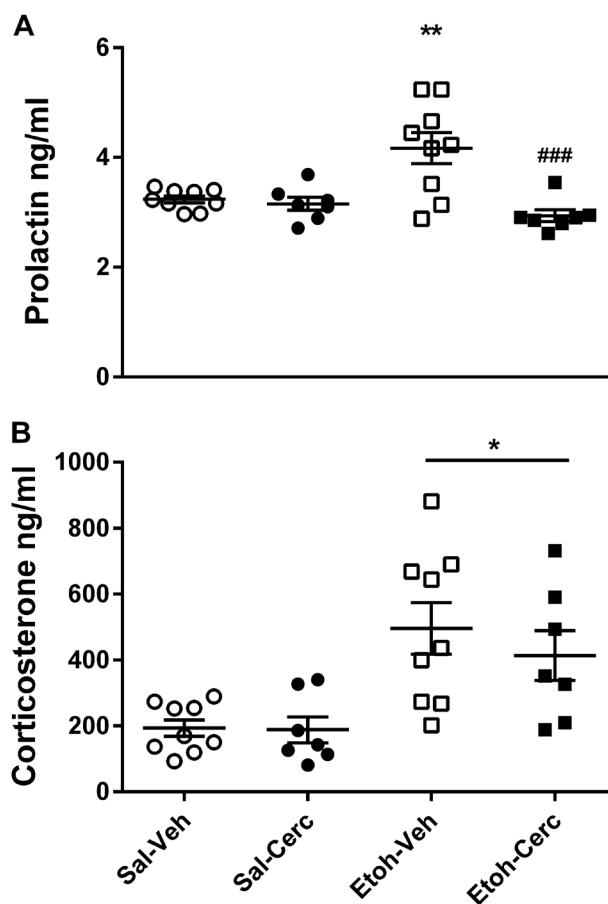 A
Prolactin ng/ml
6
4
2
0
**
###
B
Corticosterone ng/ml
1000
800
600
400
200
0
*
Sal-Veh
Sal-Cerc
Etoh-Veh
Etoh-Cerc